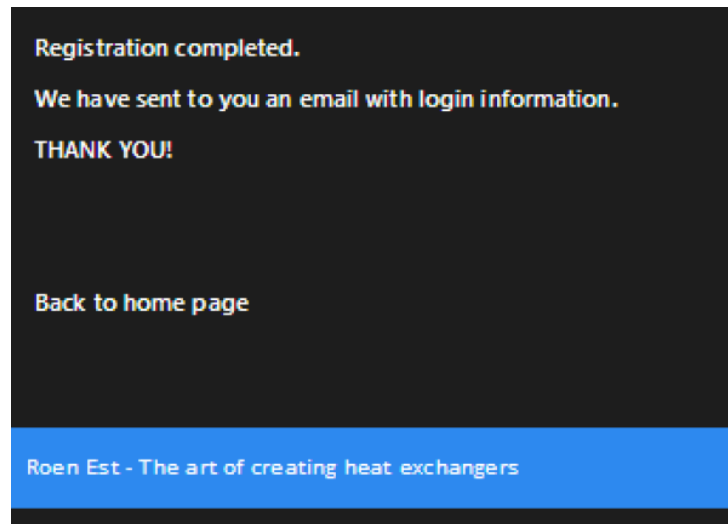 Registration completed.
We have sent to you an email with login information.
THANK YOU!
Back to home page
Roen Est - The art of creating heat exchangers